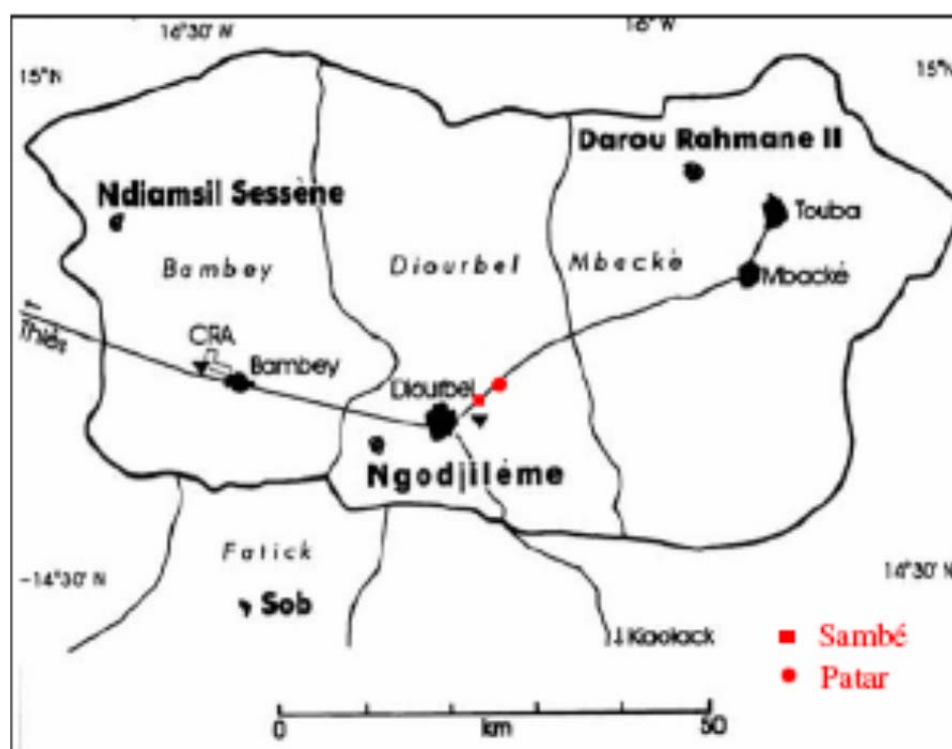 16°30' W
16°W
15°N
15°N
Darou Rahmane II
Ndiamsil Sessène
Touba
Bambey
Diourbel
Mbacké
Mbacké
Thiès
CRA
Bambey
Diourbel
Ngodjilème
Fatick
14°30' N
14°30' N
Sob
Kaolack
Sambé
Patar
0
km
50